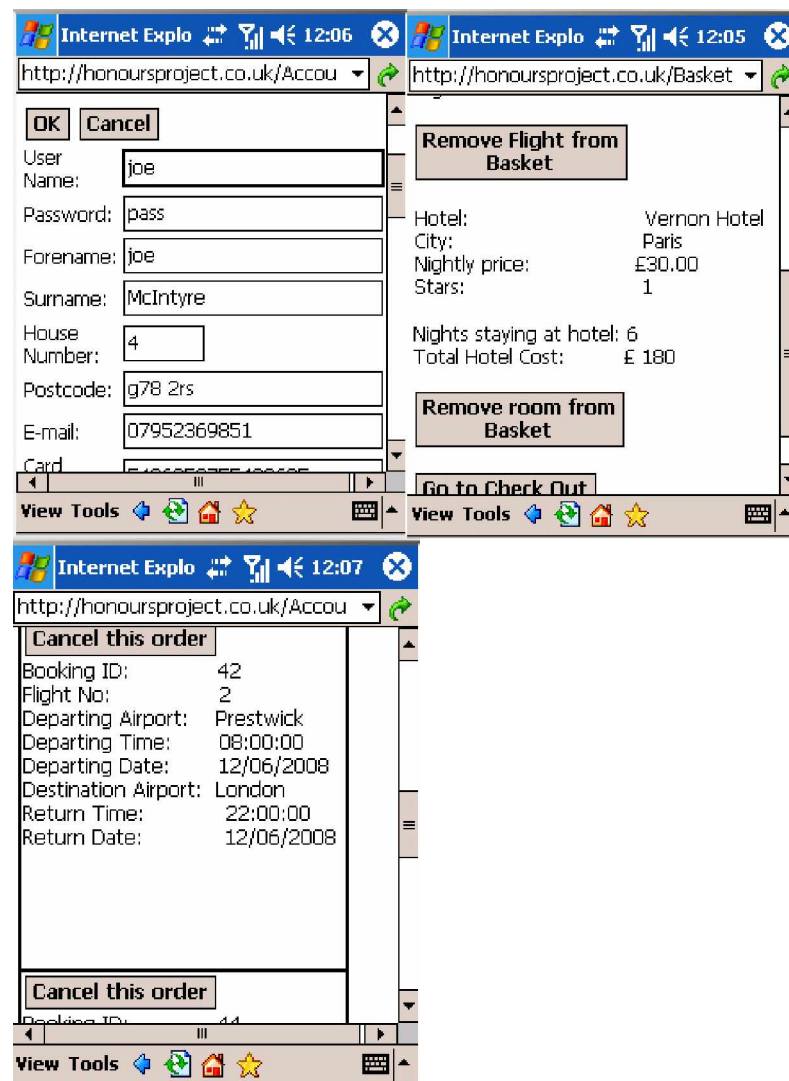 Internet Explo 12:06
http://honoursproject.co.uk/Accou
OK Cancel
User Name: joe
Password: pass
Forename: joe
Surname: McIntyre
House Number: 4
Postcode: g78 2rs
E-mail: 07952369851
Card
View Tools
Internet Explo 12:05
http://honoursproject.co.uk/Basket
Remove Flight from
Basket
Hotel: Vernon Hotel
City: Paris
Nightly price: £30.00
Stars: 1
Nights staying at hotel: 6
Total Hotel Cost: £ 180
Remove room from
Basket
Go to Check Out
View Tools
Internet Explo 12:07
http://honoursproject.co.uk/Accou
Cancel this order
Booking ID: 42
Flight No: 2
Departing Airport: Prestwick
Departing Time: 08:00:00
Departing Date: 12/06/2008
Destination Airport: London
Return Time: 22:00:00
Return Date: 12/06/2008
Cancel this order
Booking ID: 44
View Tools